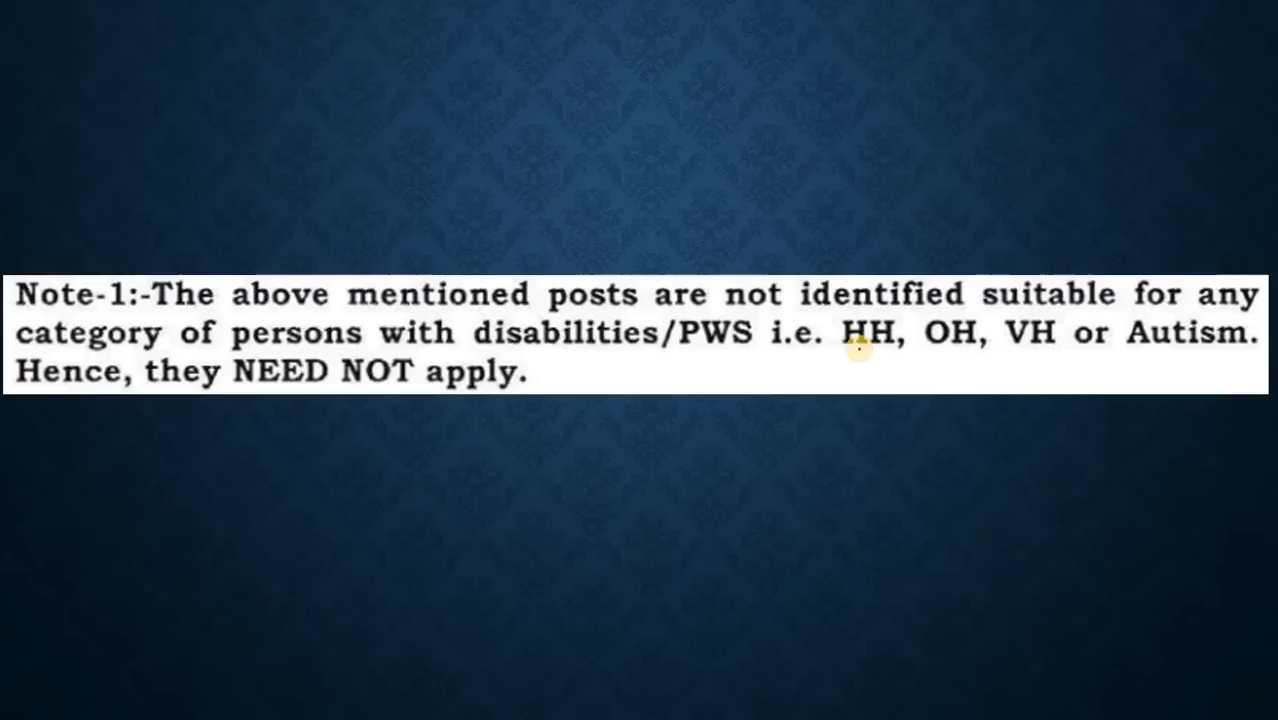 Note-1:-The above mentioned posts are not identified suitable for any
category of persons with disabilities/PWS i.e. HH, OH, VH or Autism.
Hence, they NEED NOT apply.